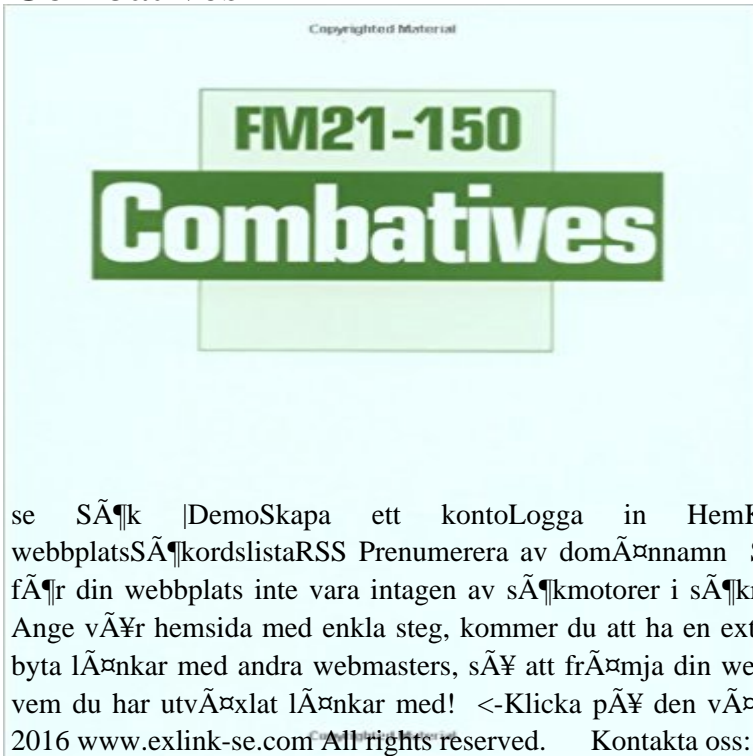 Copyrighted Material
FM21-150
Combatives
se SÃ¶k |DemoSkapa ett kontoLogga in
webbplatsSÃ¶kordslistaRSS Prenumerera av domÃ¤nnamn
fÃ¶r din webbplats inte vara intagen av sÃ¶kmotorer i
Ange vÃ¥r hemsida med enkla steg, kommer du att ha en
byta lÃ¤nkar med andra webmasters, sÃ¥ att frÃ¤mja din
vem du har utvÃ¤xlat lÃ¤nkar med! <-Klicka pÃ¥ den
2016 www.exlink-se.com All rights reserved. Kontakta oss: